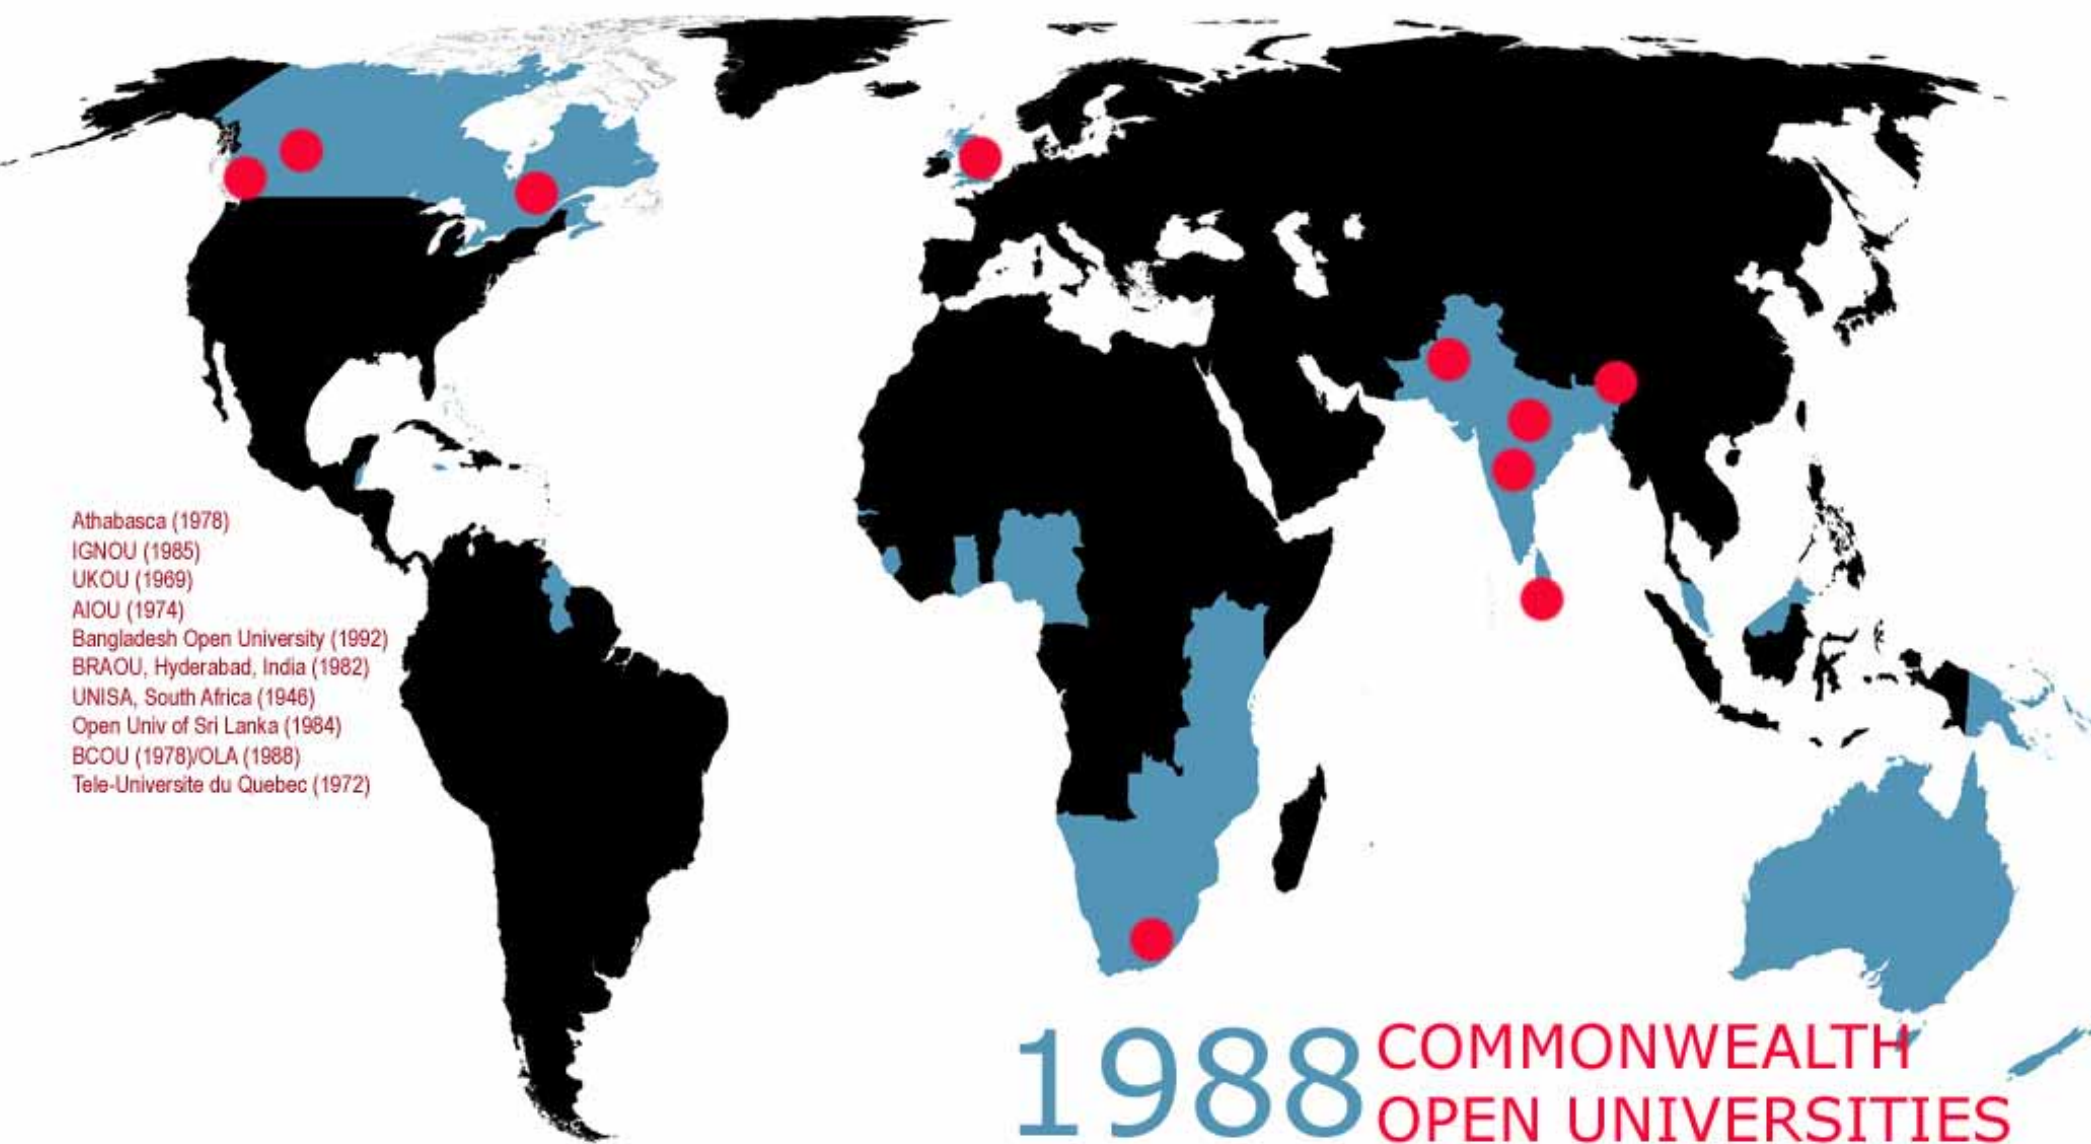 Athabasca (1978)
IGNOU (1985)
UKOU (1969)
AIOU (1974)
Bangladesh Open University (1992)
BRAOU, Hyderabad, India (1982)
UNISA, South Africa (1946)
Open Univ of Sri Lanka (1984)
BCOU (1978)/OLA (1988)
Tele-Universite du Quebec (1972)
1988 COMMONWEALTH
OPEN UNIVERSITIES